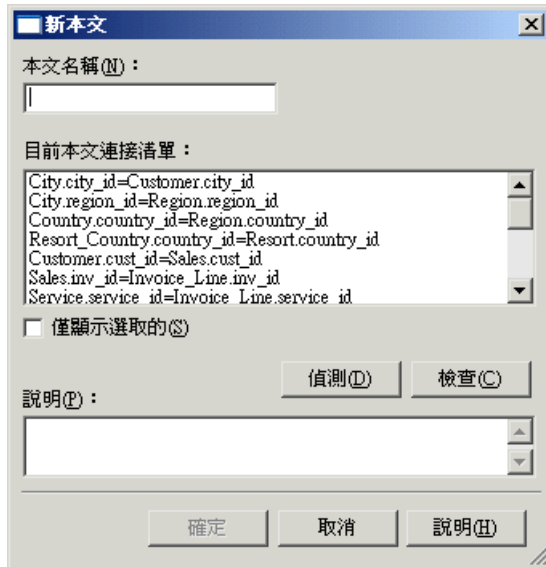 新本文
本文名稱(N)：
目前本文連接清單：
City.city_id=Customer.city_id
City.region_id=Region.region_id
Country.country_id=Region.country_id
Resort_Country.country_id=Resort.country_id
Customer.cust_id=Sales.cust_id
Sales.inv_id=Invoice_Line.inv_id
Service.service_id=Invoice_Line.service_id
僅顯示選取的(S)
偵測(D) 檢查(C)
說明(P)：
確定 取消 說明(H)